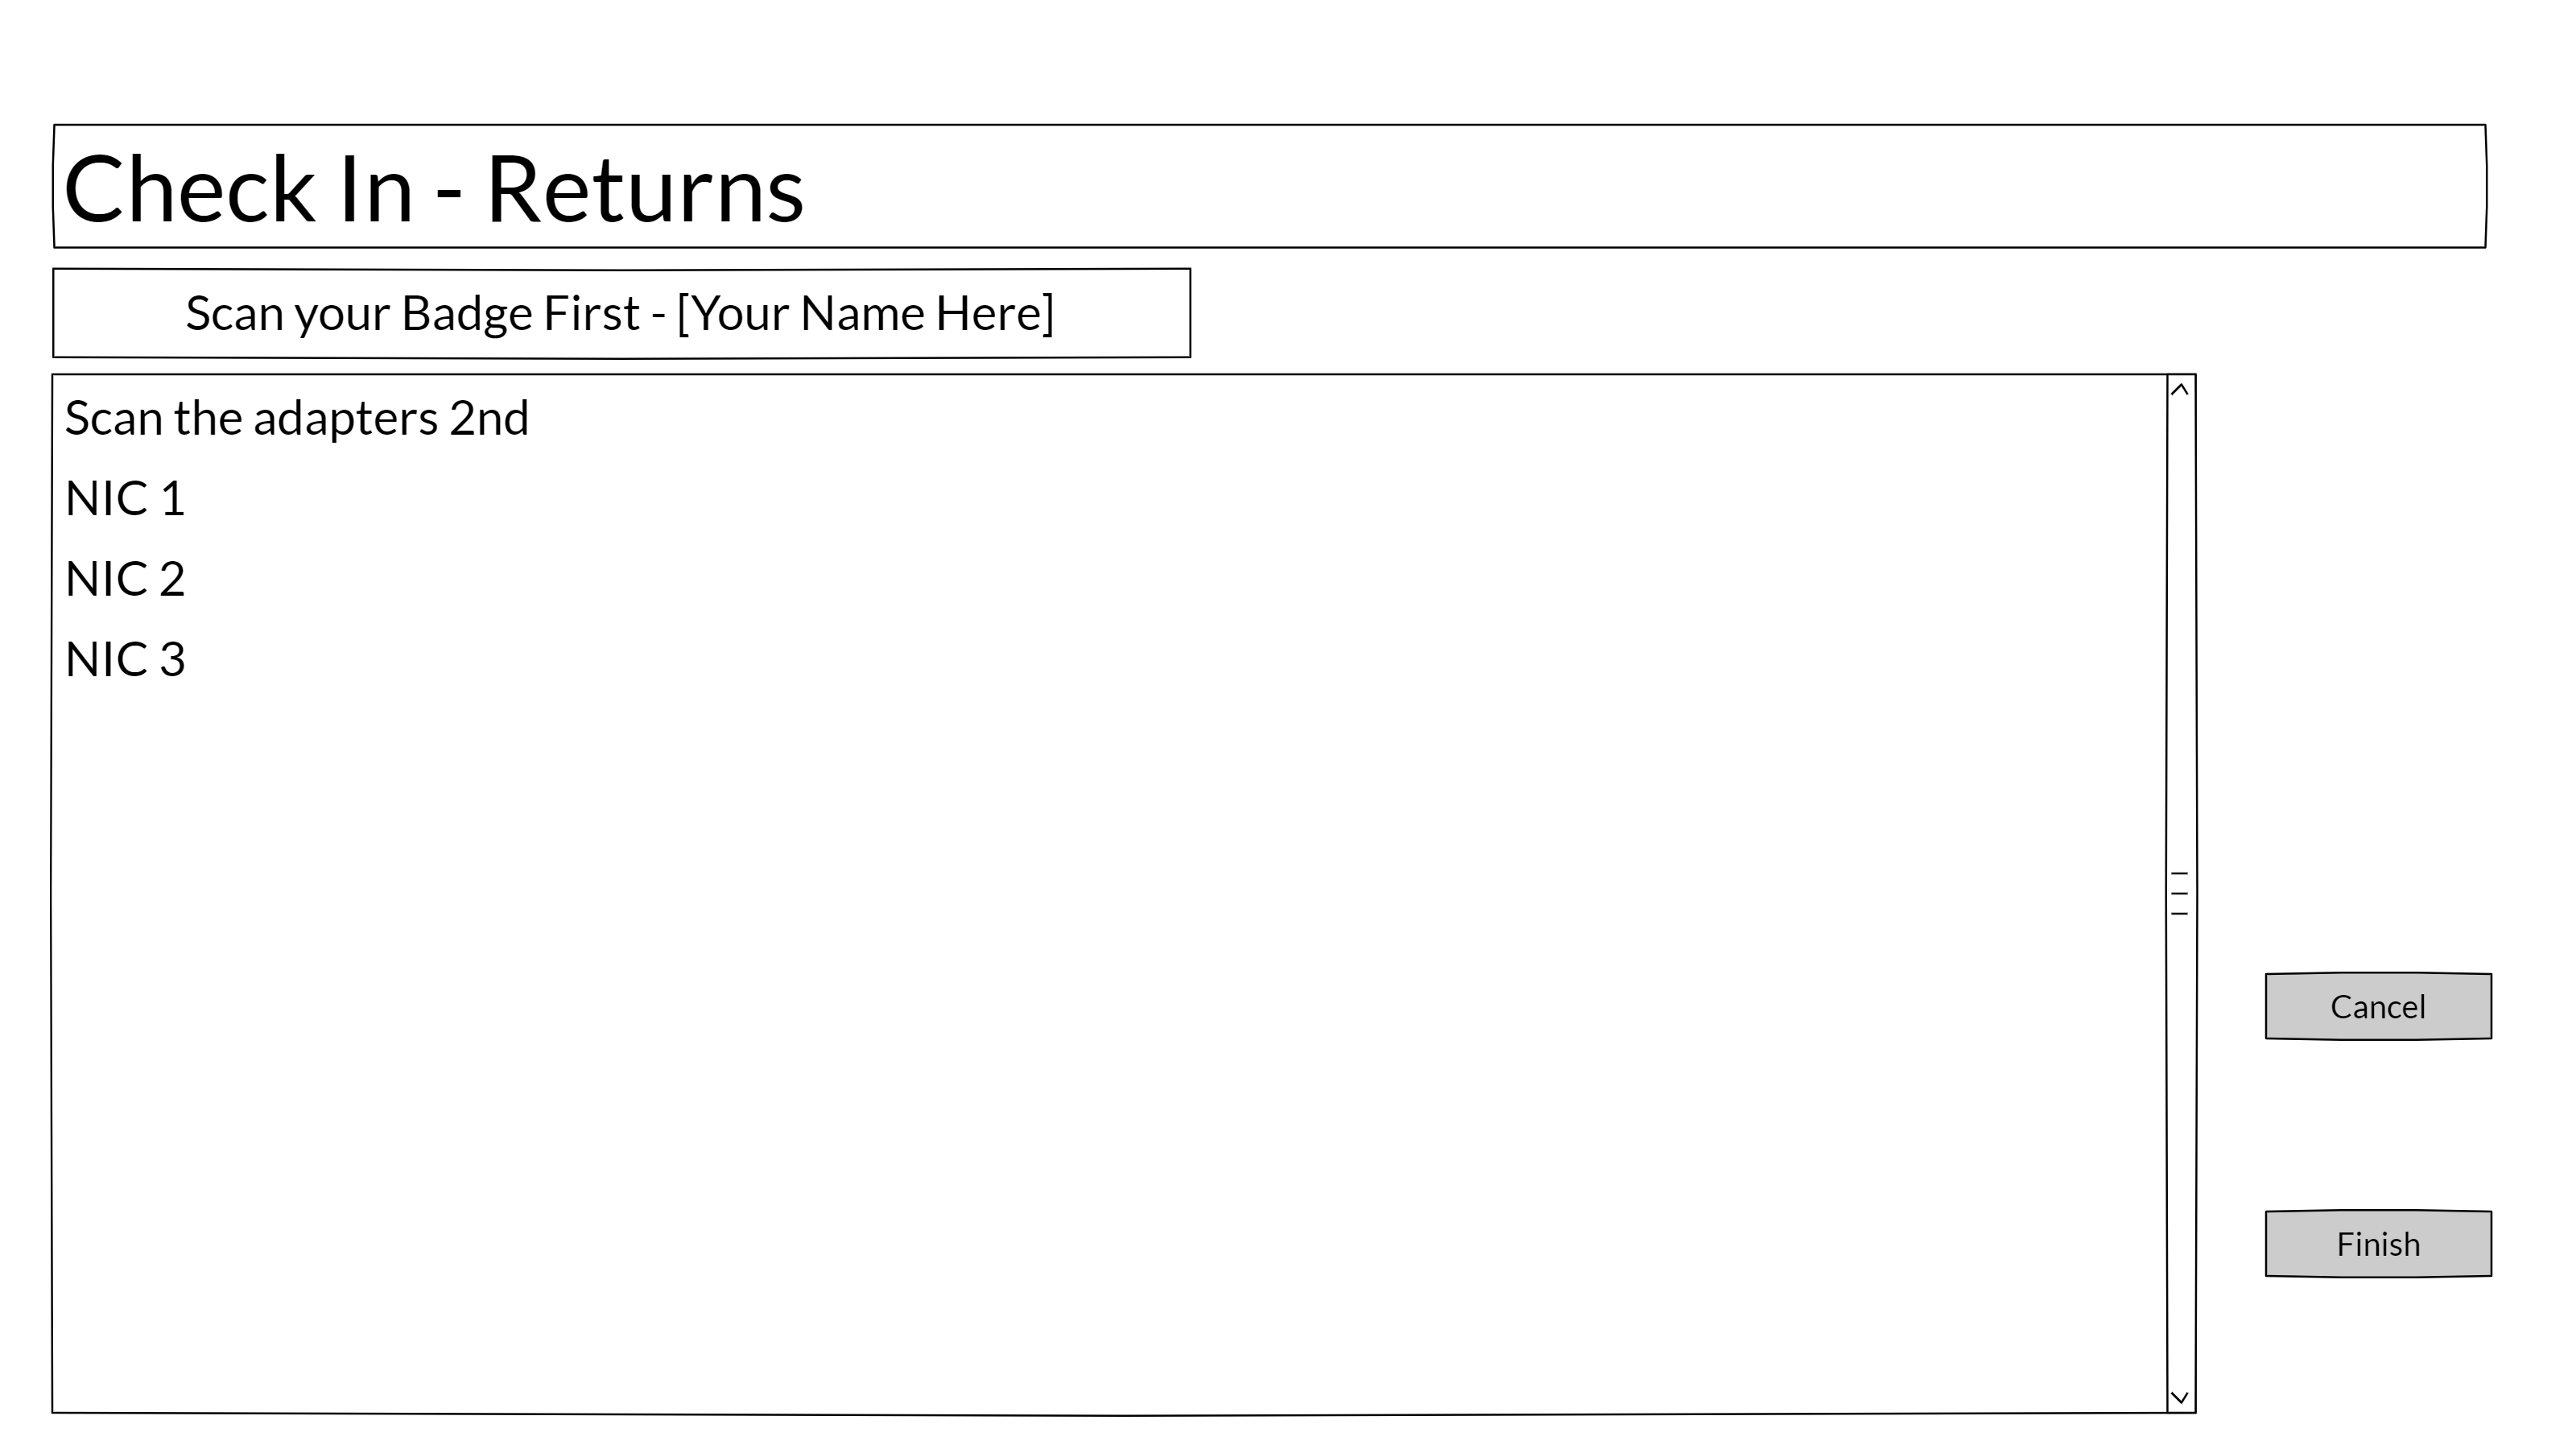 Check In - Returns
Scan your Badge First - [Your Name Here]
Scan the adapters 2nd
NIC 1
NIC 2
NIC 3
Cancel
Finish